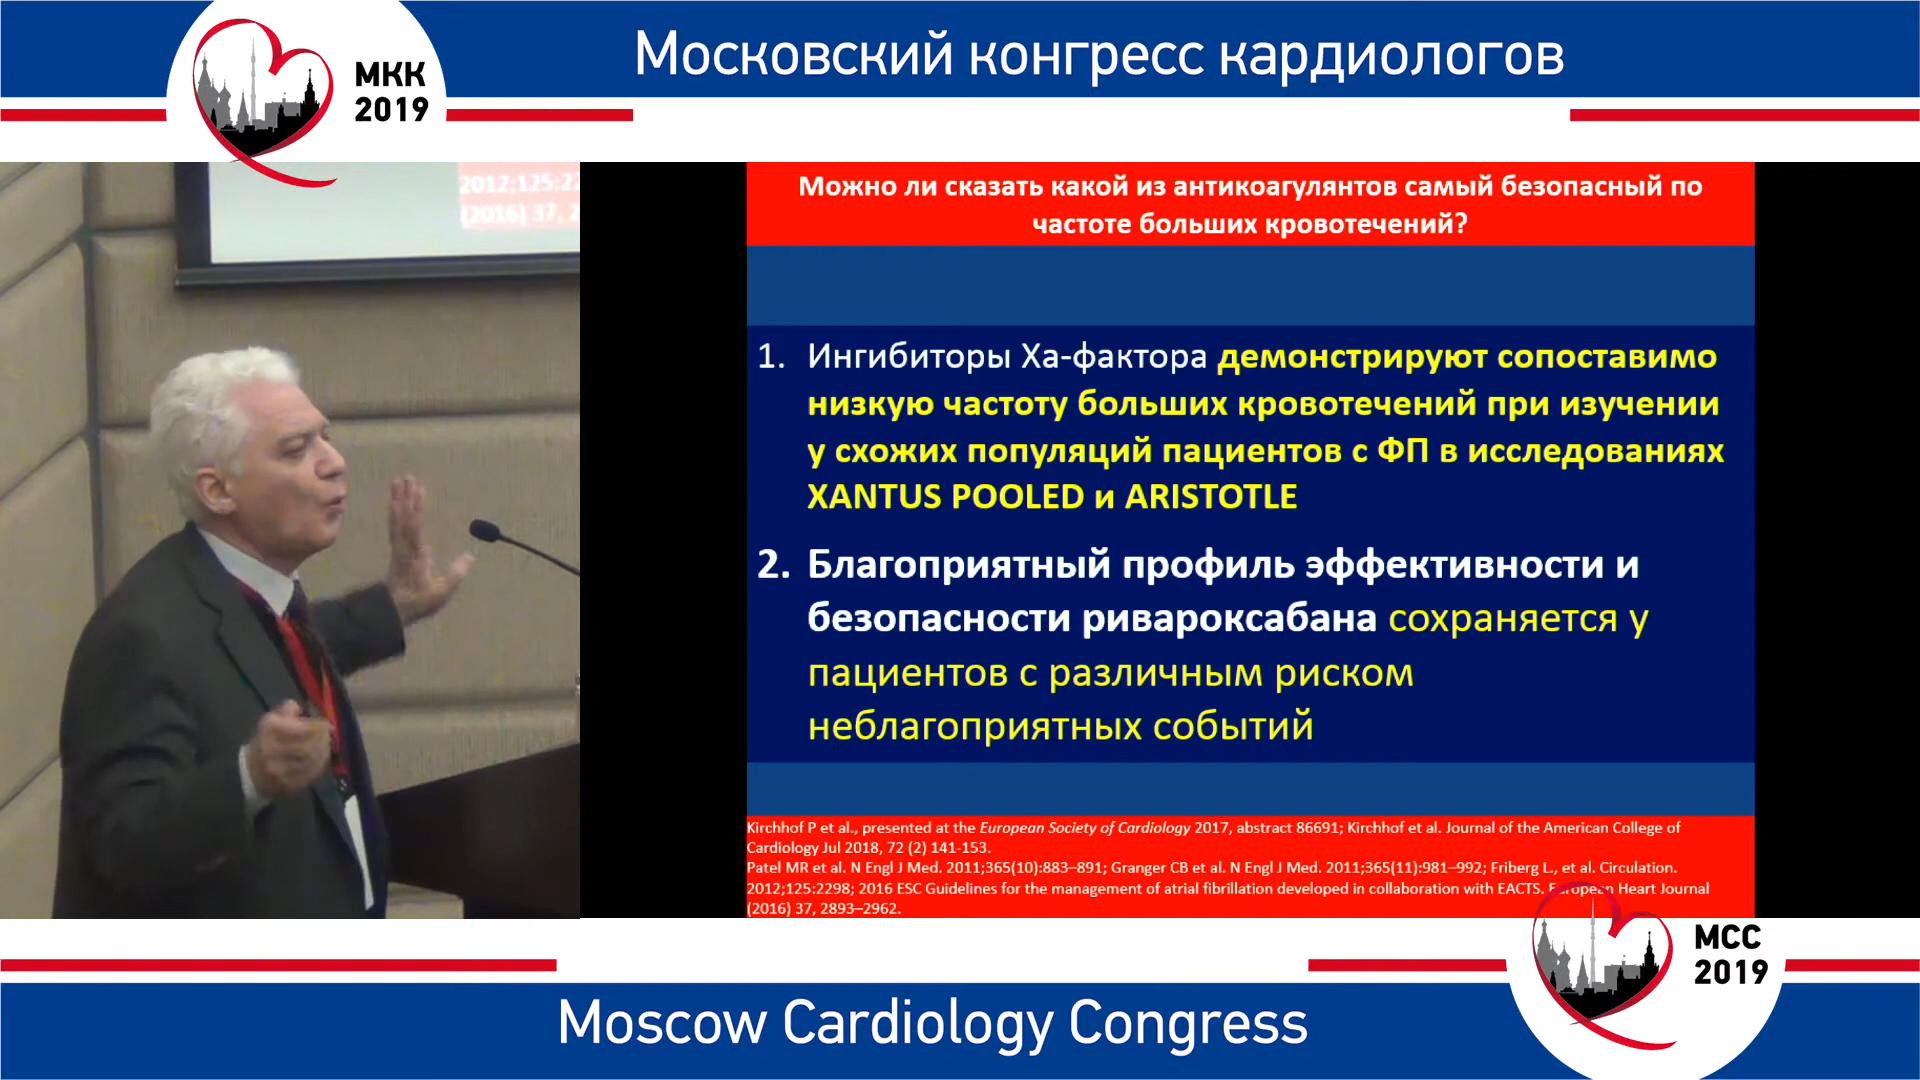 Московский конгресс кардиологов
МКК
2019
2012;125:22
(2016) 37, 2
Можно ли сказать какой из антикоагулянтов самый безопасный по
частоте больших кровотечений?
1. Ингибиторы Xa-фактора демонстрируют сопоставимо
низкую частоту больших кровотечений при изучении
у схожих популяций пациентов с ФП в исследованиях
XANTUS POOLED и ARISTOTLE
2. Благоприятный профиль эффективности и
безопасности ривароксабана сохраняется у
пациентов с различным риском
неблагоприятных событий
Kirchhof P et al., presented at the European Society of Cardiology 2017, abstract 86691; Kirchhof et al. Journal of the American College of
Cardiology Jul 2018, 72 (2) 141-153.
Patel MR et al. N Engl J Med. 2011;365(10):883–891; Granger CB et al. N Engl J Med. 2011;365(11):981–992; Friberg L., et al. Circulation.
2012;125:2298; 2016 ESC Guidelines for the management of atrial fibrillation developed in collaboration with EACTS. European Heart Journal
(2016) 37, 2893–2962.
MCC
2019
Moscow Cardiology Congress